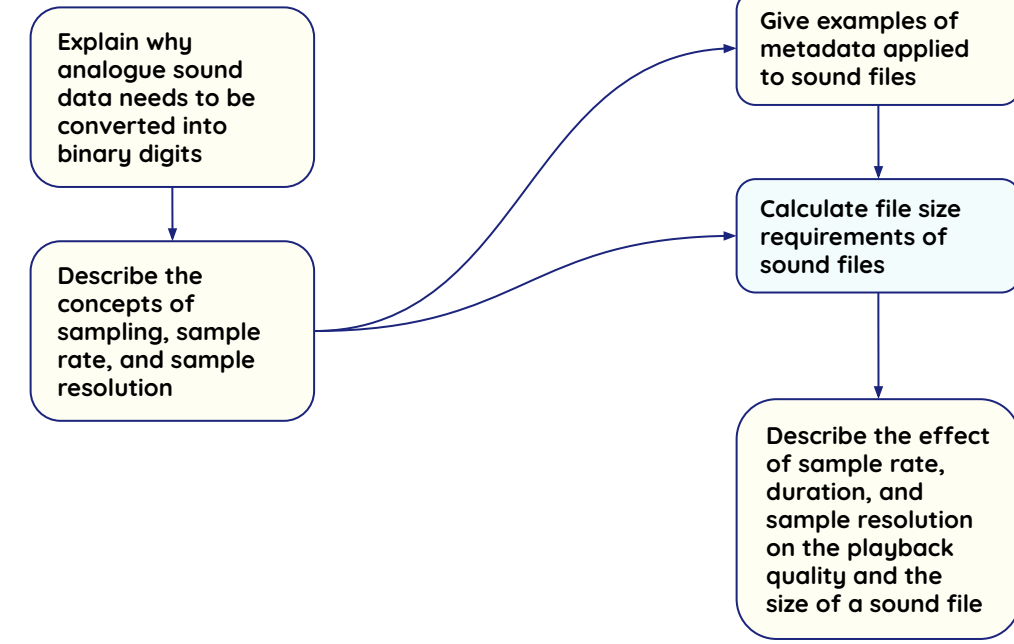 Explain why
analogue sound
data needs to be
converted into
binary digits
Describe the
concepts of
sampling, sample
rate, and sample
resolution
Give examples of
metadata applied
to sound files
Calculate file size
requirements of
sound files
Describe the effect
of sample rate,
duration, and
sample resolution
on the playback
quality and the
size of a sound file